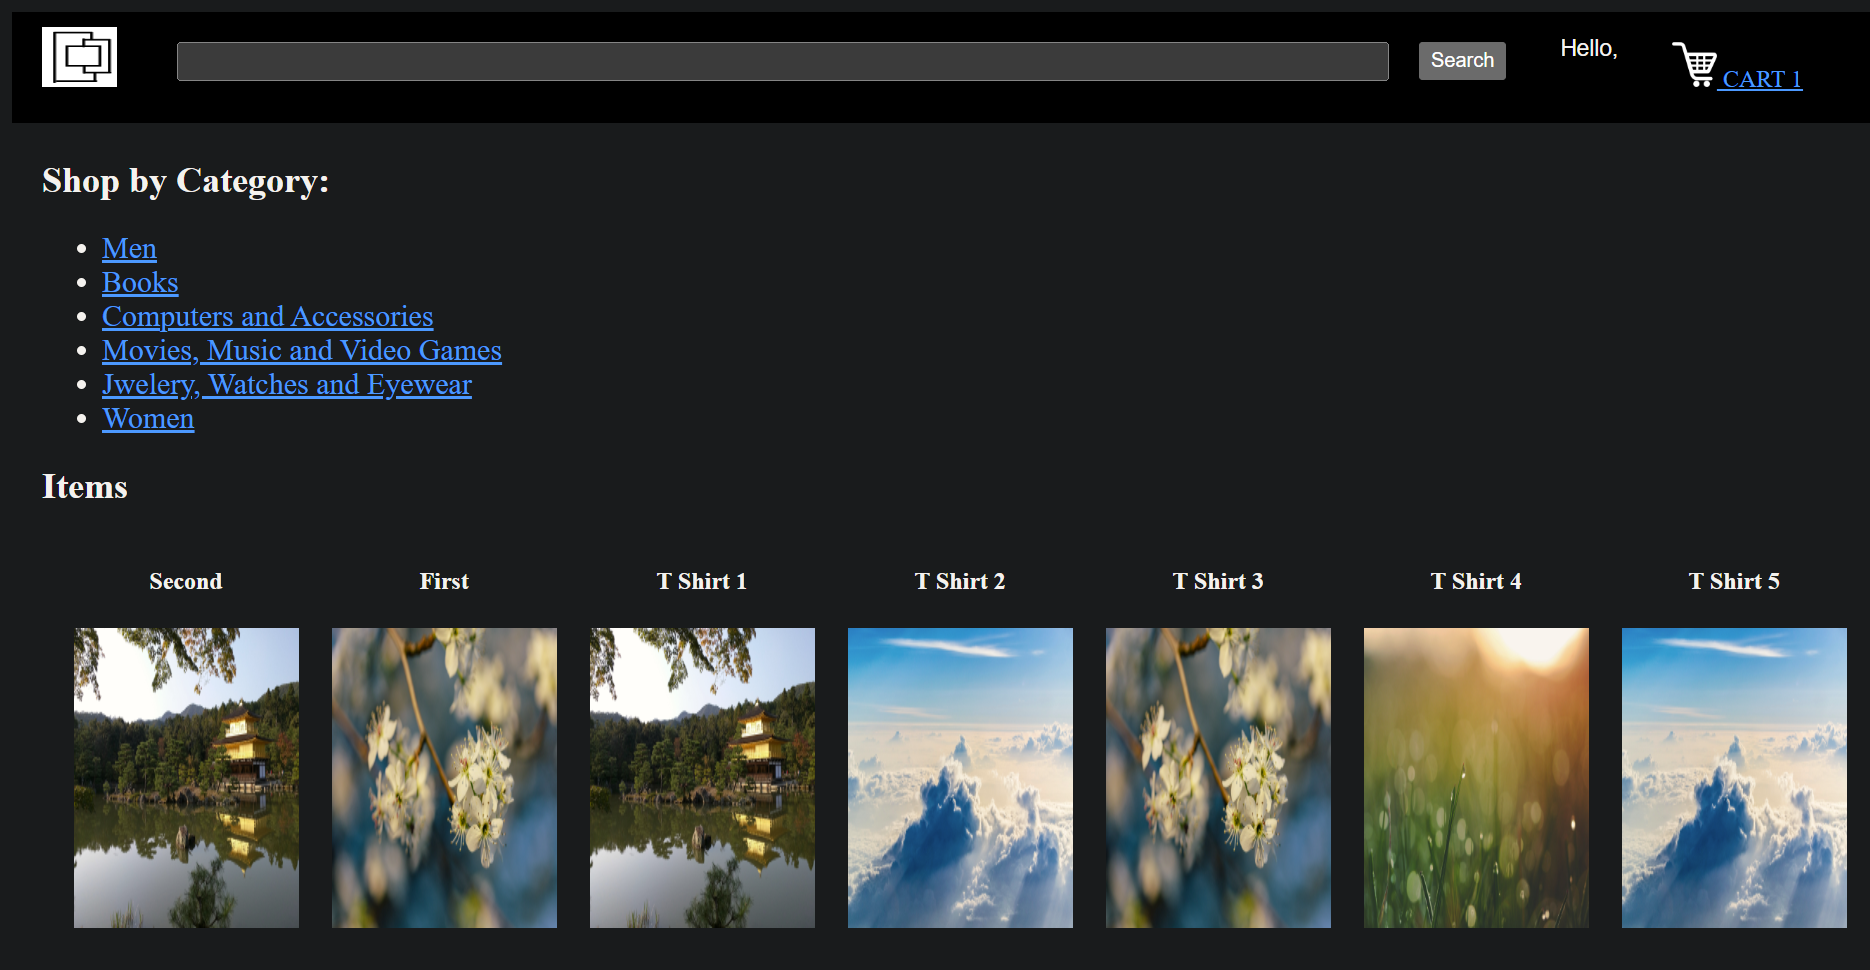 Search
Hello,
CART 1
Shop by Category:
Men
Books
Computers and Accessories
Movies, Music and Video Games
Jwelery, Watches and Eyewear
Women
Items
Second First T Shirt 1 T Shirt 2 T Shirt 3 T Shirt 4 T Shirt 5